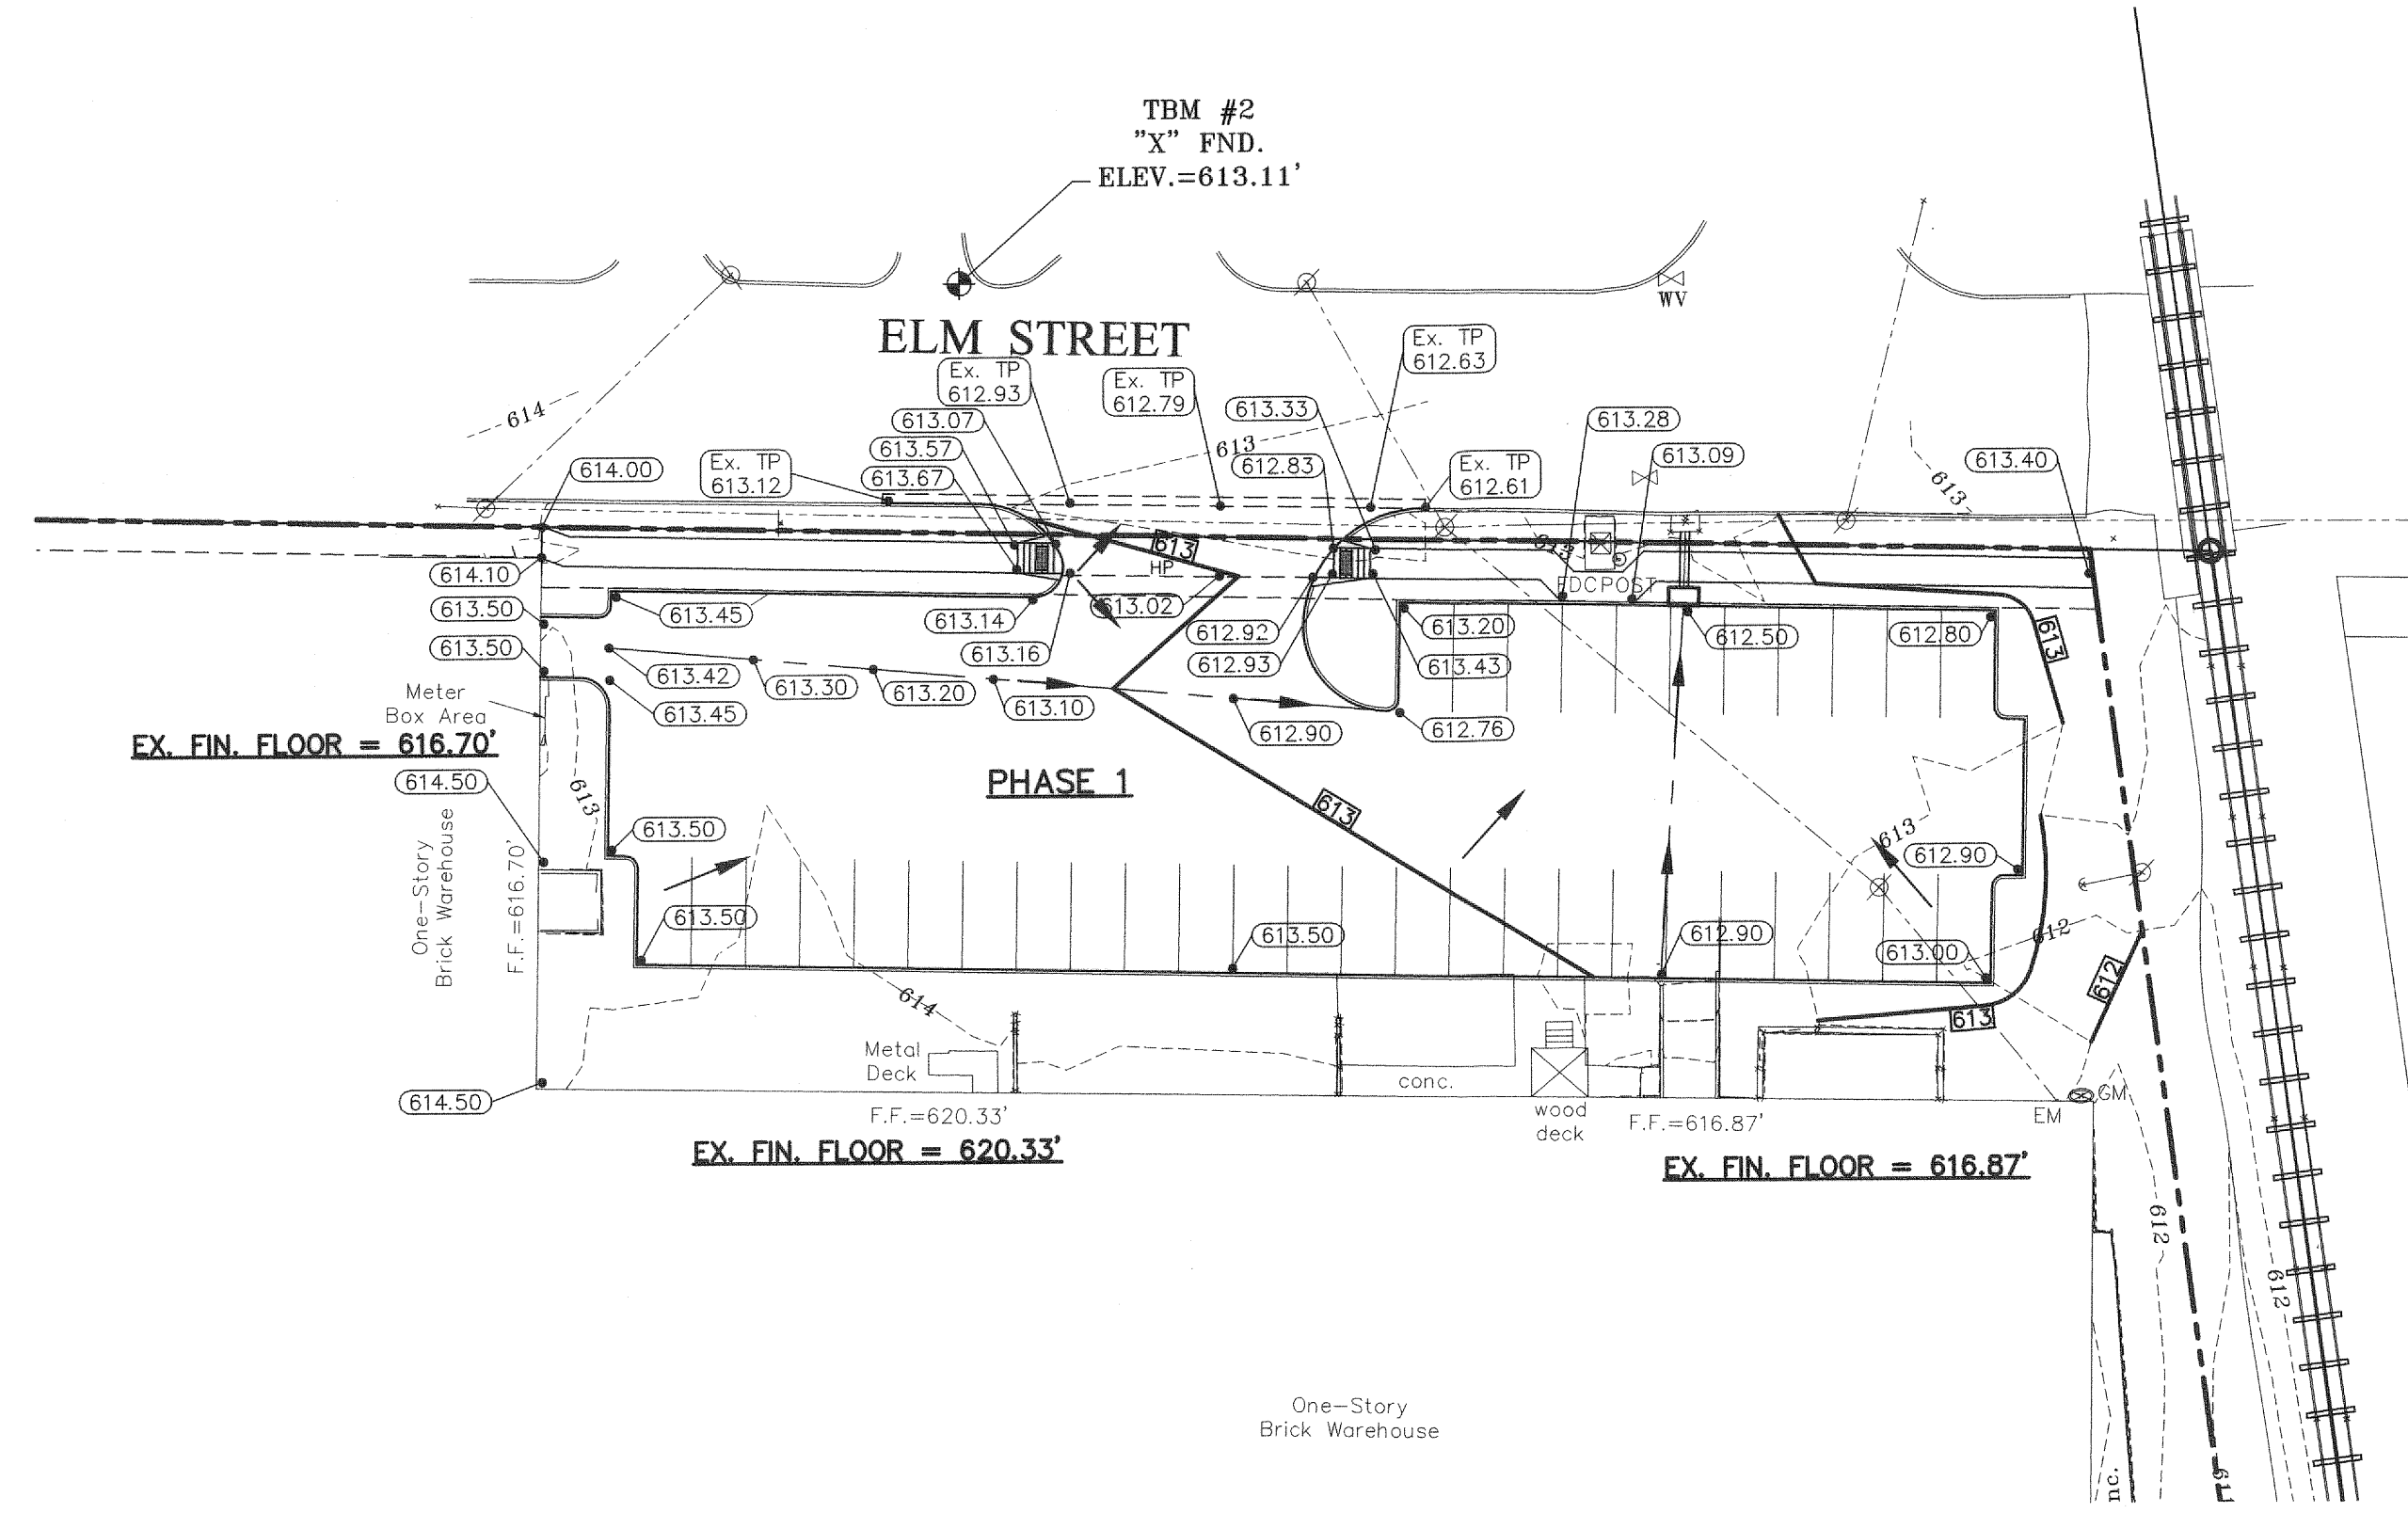 TBM #2
"X" FND.
ELEV.=613.11'
WV
ELM STREET
Ex. TP
612.63
Ex. TP
612.93
Ex. TP
612.79
614
613.07
613.33
613.28
613.57
613
613.09
613.67
612.83
613.40
614.00
Ex. TP
613.12
Ex. TP
612.61
613
613
HP
614.10
FDCPOST
613.50
613.45
613.14
613.02
612.92
613.20
612.50
612.80
613
613.50
613.16
612.93
613.43
613.42
613.30
613.20
613.10
Meter
Box Area
613.45
612.90
612.76
EX. FIN. FLOOR = 616.70'
PHASE 1
614.50
613
613
613.50
613
612.90
One-Story
Brick Warehouse
F.F.=616.70'
613.50
613.50
612.90
612
613.00
612
614
613
Metal
Deck
conc.
614.50
F.F.=620.33'
wood
deck
F.F.=616.87'
EM
GM
EX. FIN. FLOOR = 620.33'
EX. FIN. FLOOR = 616.87'
612
612
One-Story
Brick Warehouse
nc.